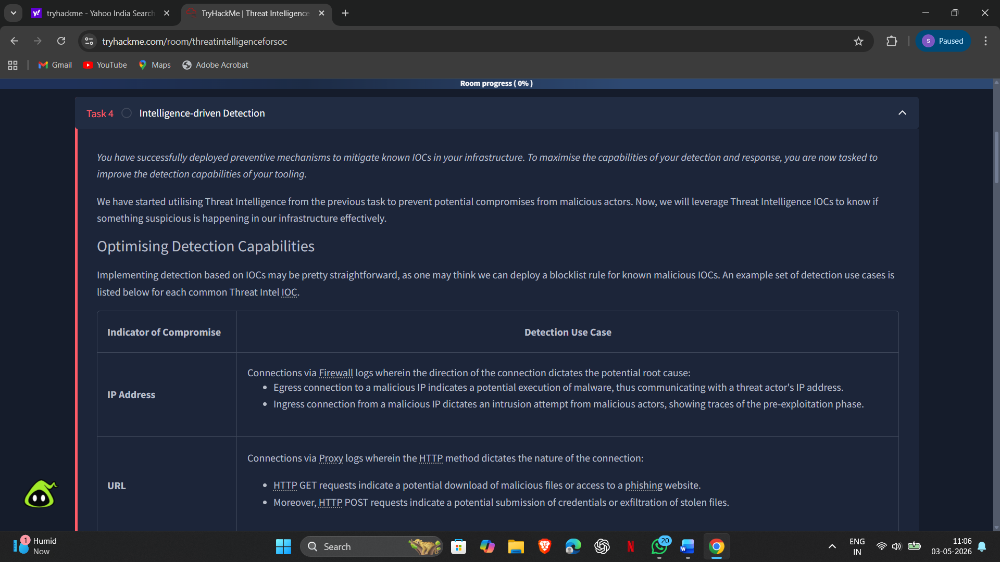 tryhackme - Yahoo India Search
TryHackMe | Threat Intelligence
tryhackme.com/room/threatintelligenceforsoc
S Paused
Gmail YouTube Maps Adobe Acrobat
Room progress ( 0% )
Task 4 Intelligence-driven Detection
You have successfully deployed preventive mechanisms to mitigate known IOCs in your infrastructure. To maximise the capabilities of your detection and response, you are now tasked to
improve the detection capabilities of your tooling.
We have started utilising Threat Intelligence from the previous task to prevent potential compromises from malicious actors. Now, we will leverage Threat Intelligence IOCs to know if
something suspicious is happening in our infrastructure effectively.
Optimising Detection Capabilities
Implementing detection based on IOCs may be pretty straightforward, as one may think we can deploy a blocklist rule for known malicious IOCs. An example set of detection use cases is
listed below for each common Threat Intel IOC.
Indicator of Compromise Detection Use Case
IP Address
Connections via Firewall logs wherein the direction of the connection dictates the potential root cause:
• Egress connection to a malicious IP indicates a potential execution of malware, thus communicating with a threat actor's IP address.
• Ingress connection from a malicious IP dictates an intrusion attempt from malicious actors, showing traces of the pre-exploitation phase.
URL
Connections via Proxy logs wherein the HTTP method dictates the nature of the connection:
• HTTP GET requests indicate a potential download of malicious files or access to a phishing website.
• Moreover, HTTP POST requests indicate a potential submission of credentials or exfiltration of stolen files.
1 Humid
Now
Search
20
ENG
IN
11:06
03-05-2026